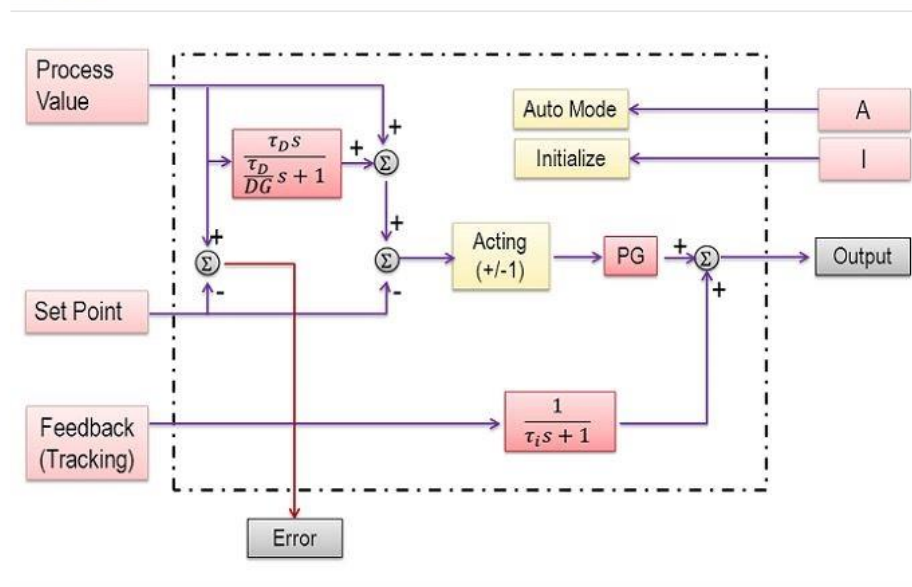 Process
Value
+
A
Auto Mode
τ_D s
τ_D
DG s + 1
+
Initialize
I
+
+
Σ
Σ
Σ
Acting
(+/-1)
PG
+
Σ
Output
-
-
+
Set Point
Feedback
(Tracking)
1
τ_i s + 1
Error